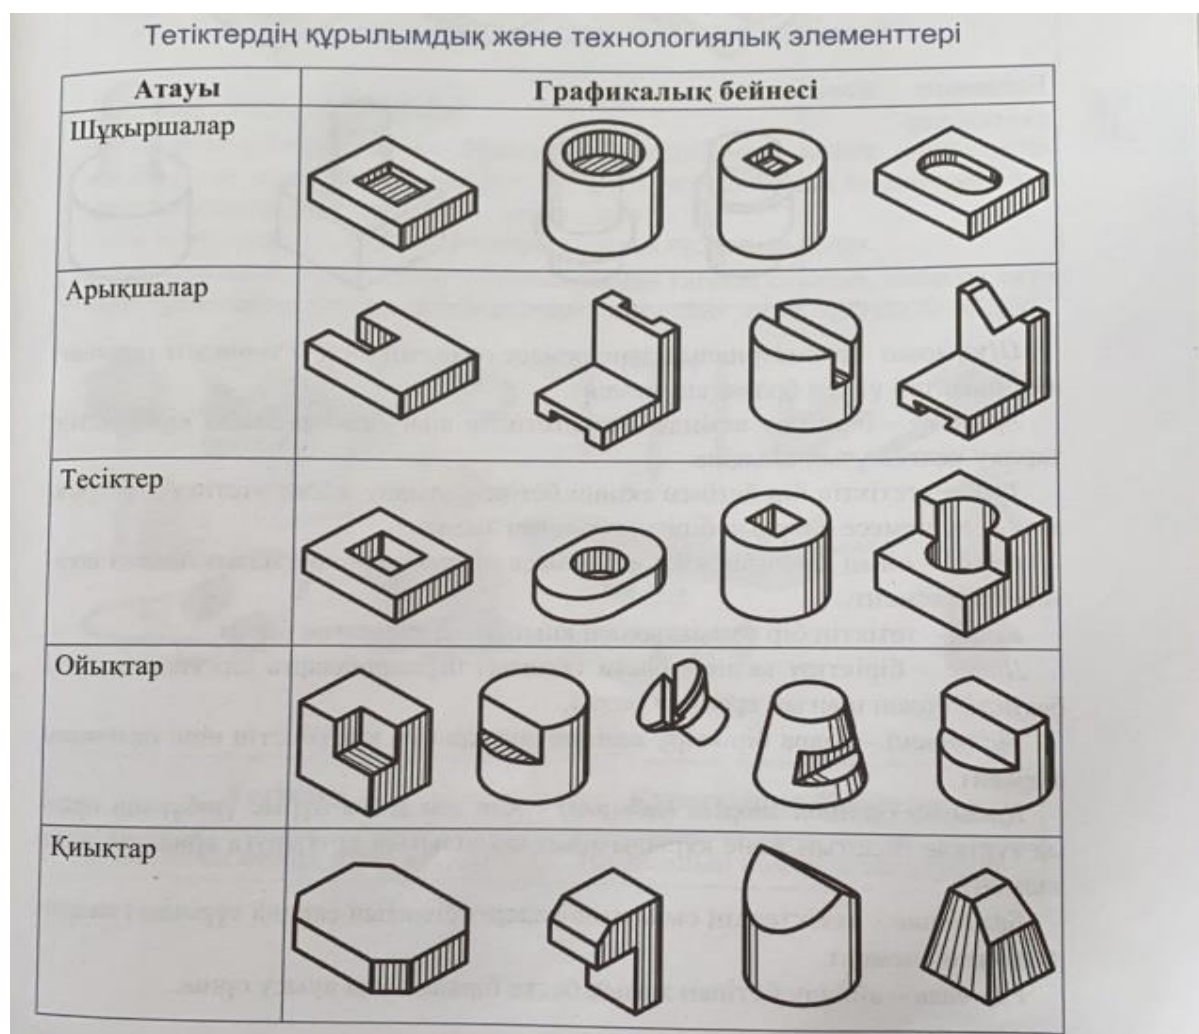 Тетіктердің құрылымдық және технологиялық элементтері
Атауы
Графикалық бейнесі
Шұқыршалар
Арықшалар
Тесіктер
Ойықтар
Қиықтар